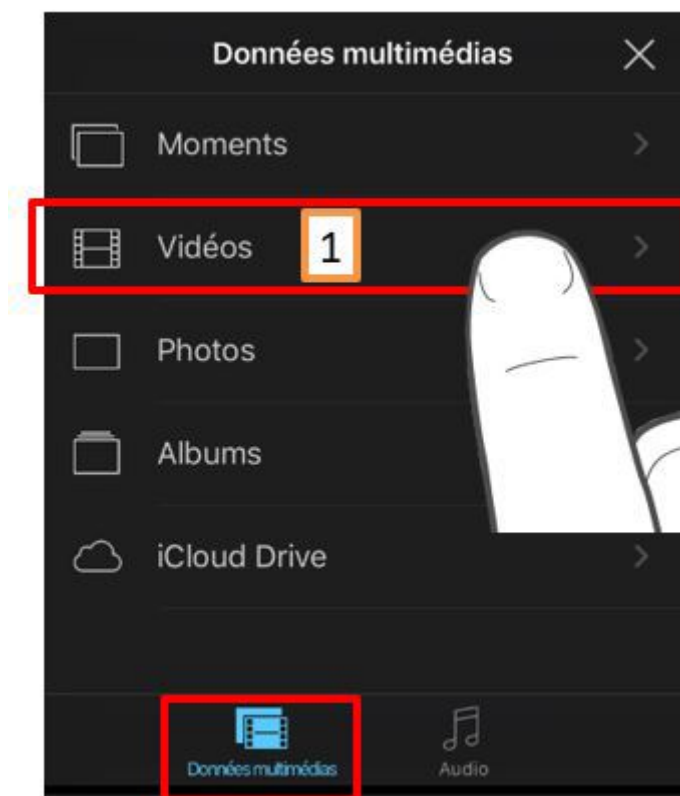 Données multimédias
Moments
Vidéos 1
Photos
Albums
iCloud Drive
Données multimédias Audio